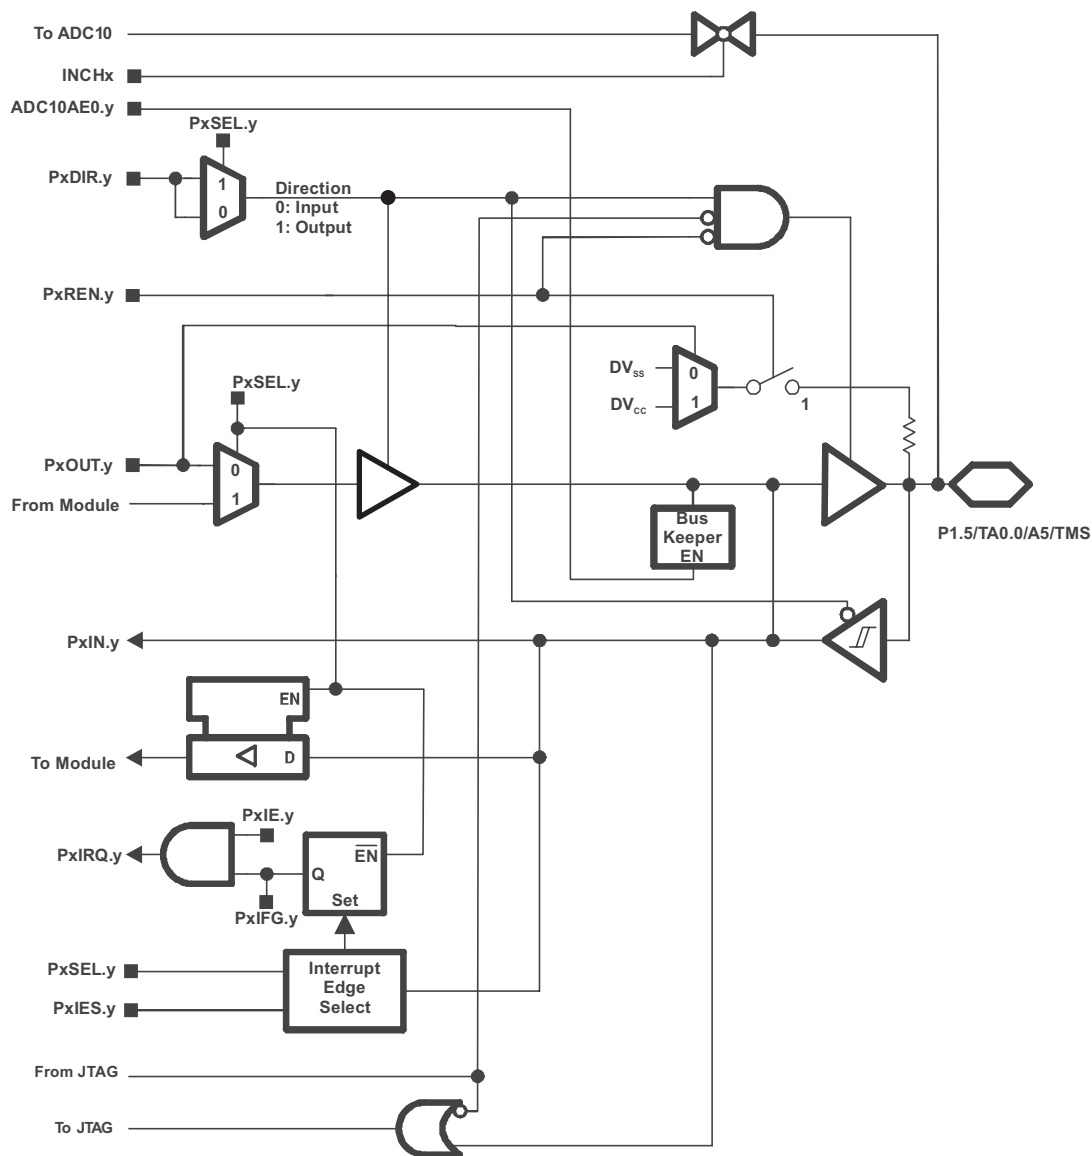 To ADC10
INCHx
ADC10AE0.y
PxSEL.y
PxDIR.y
1
0
Direction
0: Input
1: Output
PxREN.y
DVSS
0
DVCC
1
1
PxSEL.y
PxOUT.y
0
From Module
1
Bus
Keeper
EN
P1.5/TA0.0/A5/TMS
PxIN.y
EN
To Module
D
PxIE.y
PxIRQ.y
EN
Q
Set
PxIFG.y
PxSEL.y
PxIES.y
Interrupt
Edge
Select
From JTAG
To JTAG